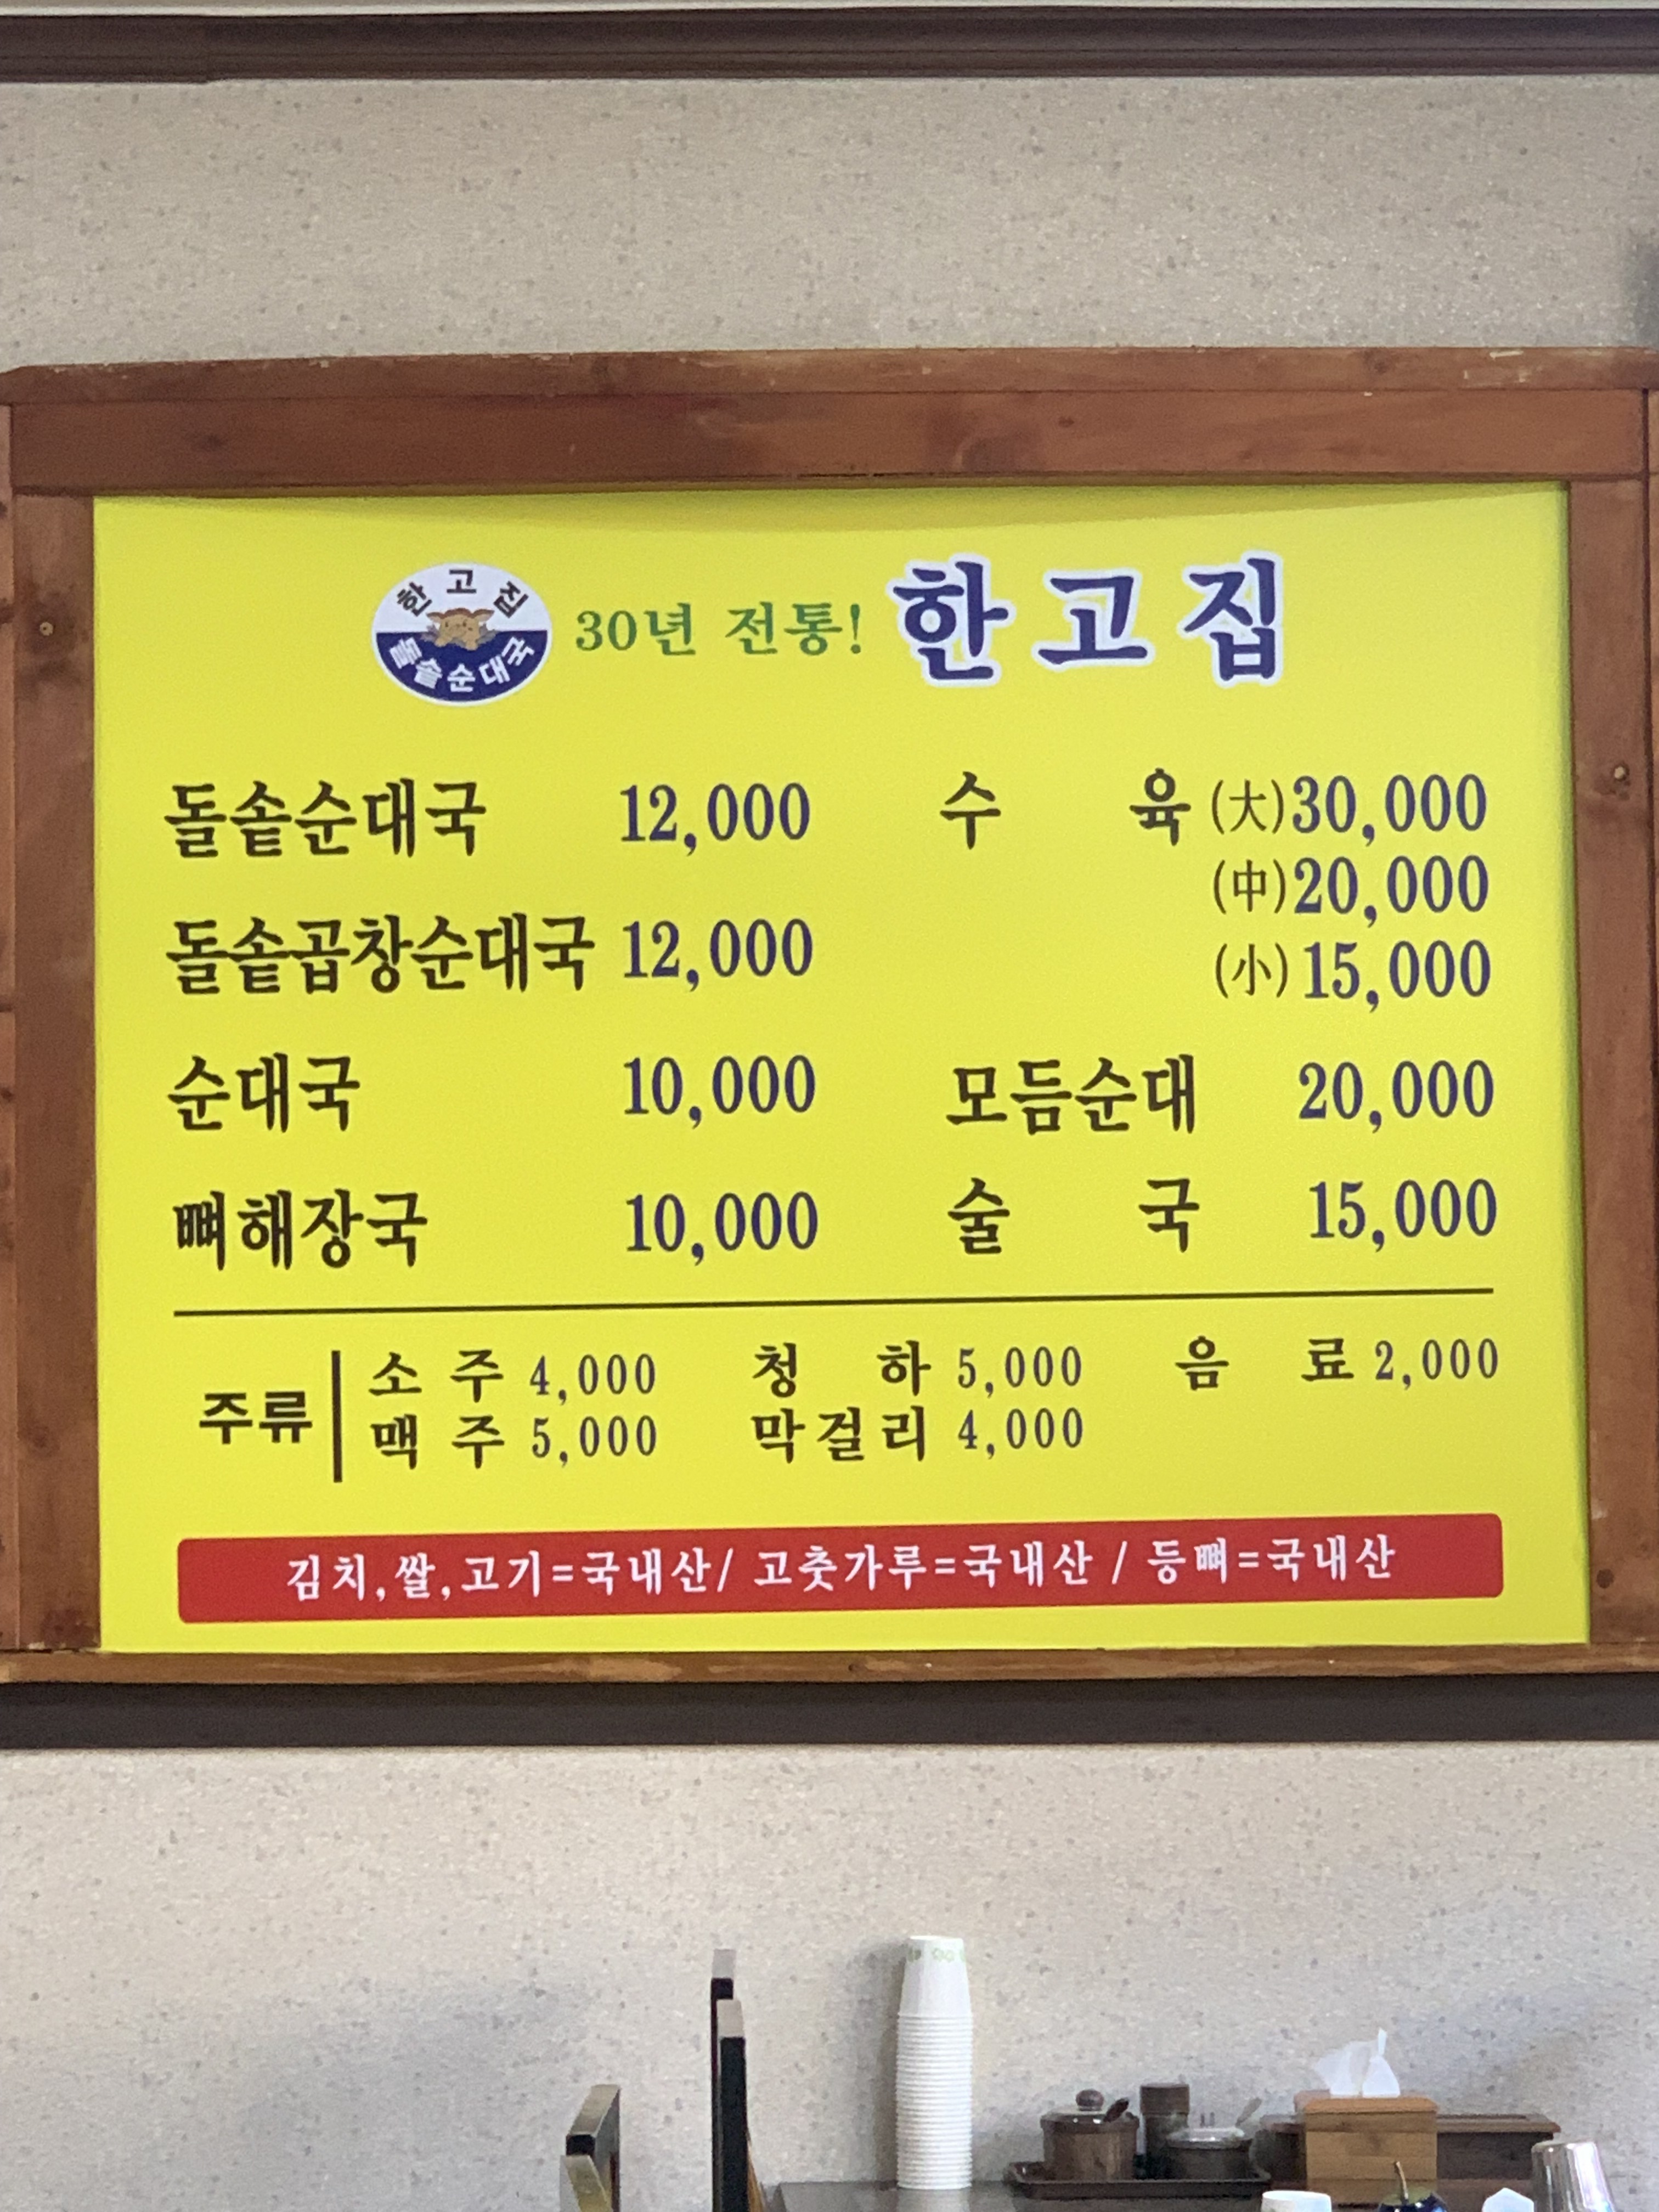 한고집
돌솥순대국
30년 전통! 한고집
돌솥순대국 12,000
돌솥곱창순대국 12,000
순대국 10,000
뼈해장국 10,000
수 육 (大)30,000
(中)20,000
(小)15,000
모듬순대 20,000
술 국 15,000
주류
소 주 4,000 청 하 5,000 음 료 2,000
맥 주 5,000 막걸리 4,000
김치,쌀,고기=국내산/ 고춧가루=국내산 / 등뼈=국내산